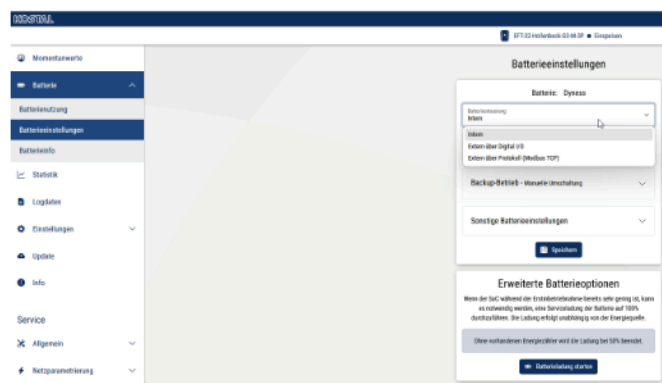 KOSTAL
Einspeisen
Momentanwerte
Batterie
Batterienutzung
Batterieeinstellungen
Batterieinfo
Statistik
Logdaten
Einstellungen
Update
Info
Service
Allgemein
Netzparametrierung
Batterieeinstellungen
Batterie: Dyness
Batteriesteuerung
Intern
Intern
Extern über Digital I/O
Extern über Protokoll (Modbus TCP)
Backup-Betrieb - Manuelle Umschaltung
Sonstige Batterieeinstellungen
Speichern
Erweiterte Batterieoptionen
Wenn der SoC während der Erstinbetriebnahme bereits sehr gering ist, kann
es notwendig werden, eine Serviceladung der Batterie auf 100%
durchzuführen. Die Ladung erfolgt unabhängig von der Energiequelle.
Ohne vorhandenen Energiezähler wird die Ladung bei 50% beendet.
Batterieladung starten